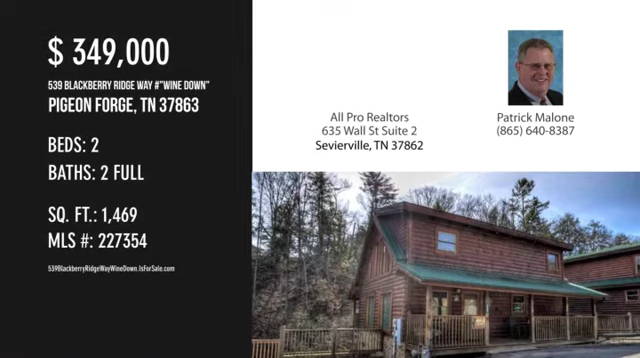 $ 349,000
539 BLACKBERRY RIDGE WAY #"WINE DOWN"
PIGEON FORGE, TN 37863
BEDS: 2
BATHS: 2 FULL
SQ. FT.: 1,469
MLS #: 227354
539BlackberryRidgeWayWineDown.IsForSale.com
All Pro Realtors
635 Wall St Suite 2
Sevierville, TN 37862
Patrick Malone
(865) 640-8387